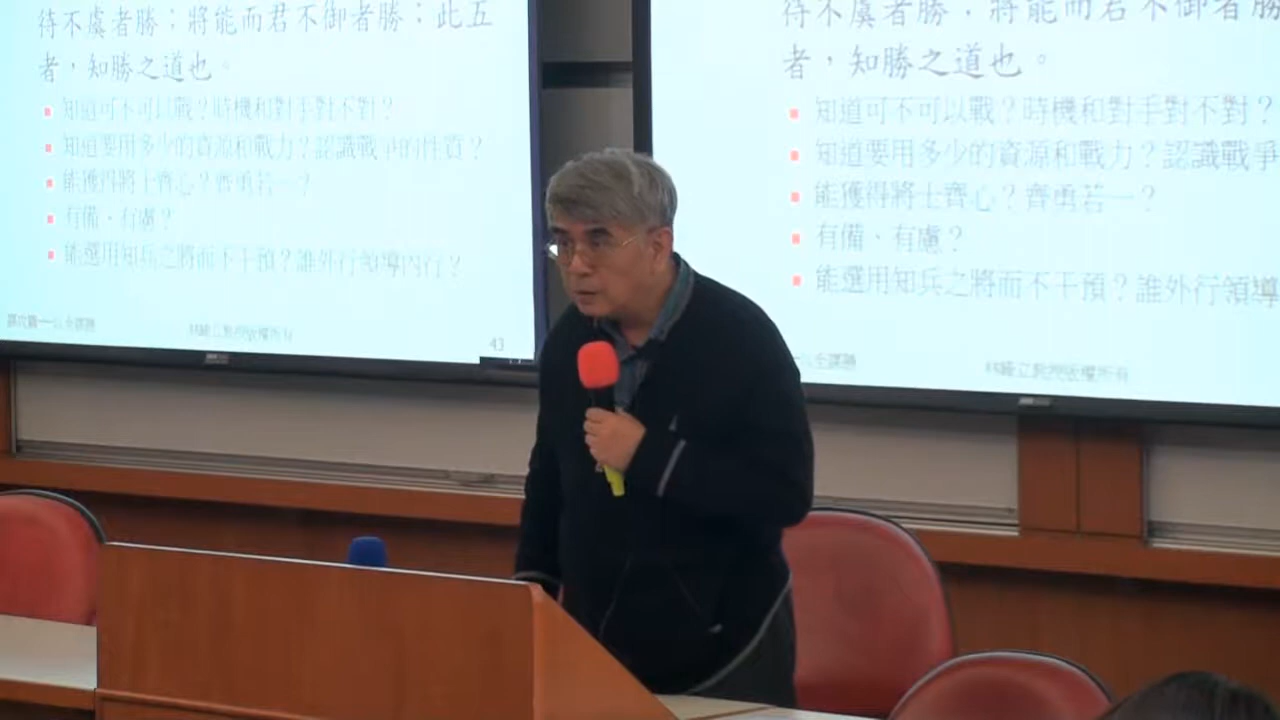 待不虞者勝；將能而君不御者勝：此五
者，知勝之道也。
知道可不可以戰？時機和對手對不對？
知道要用多少的資源和戰力？認識戰爭的性質？
能獲得將士齊心？齊勇若一？
有備、有慮？
能選用知兵之將而不干預？誰外行領導內行？
43
待不虞者勝；將能而君不御者勝
者，知勝之道也。
知道可不可以戰？時機和對手對不對？
知道要用多少的資源和戰力？認識戰爭
能獲得將士齊心？齊勇若一？
有備、有慮？
能選用知兵之將而不干預？誰外行領導